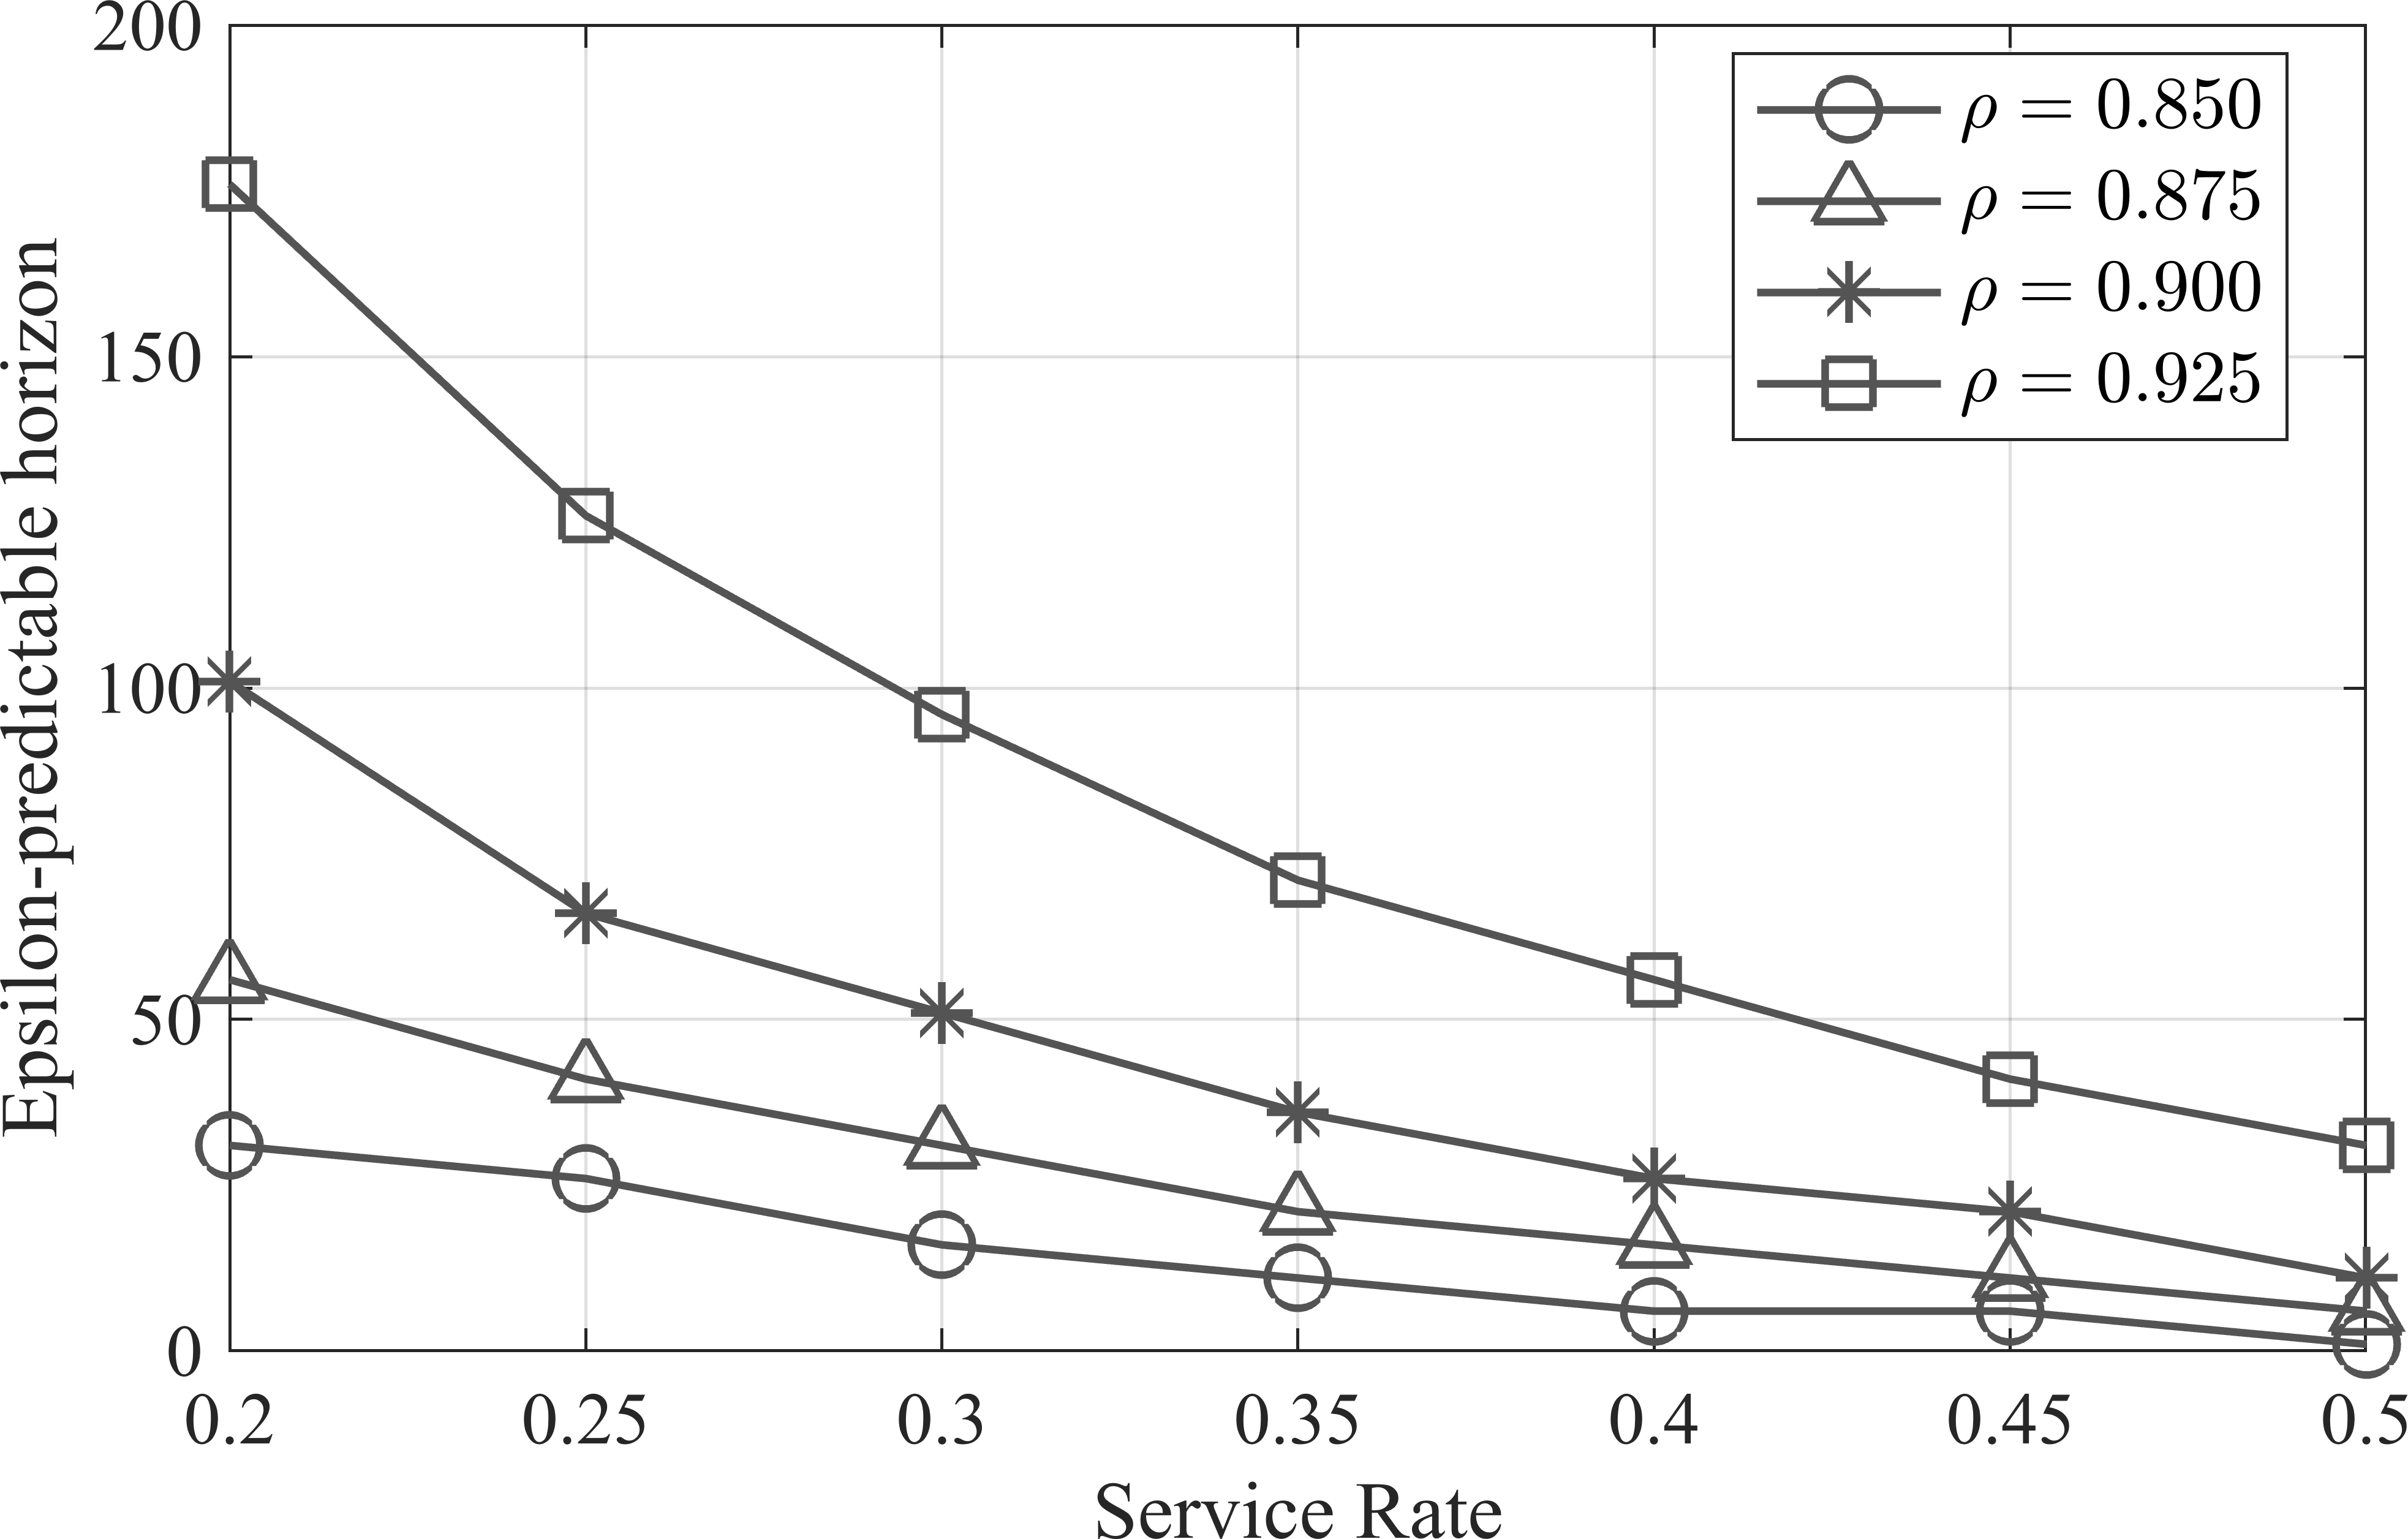 Epsilon-predictable horizon
200
150
100
50
0
0.2 0.25 0.3 0.35 0.4 0.45 0.5
Service Rate
ρ = 0.850
ρ = 0.875
ρ = 0.900
ρ = 0.925